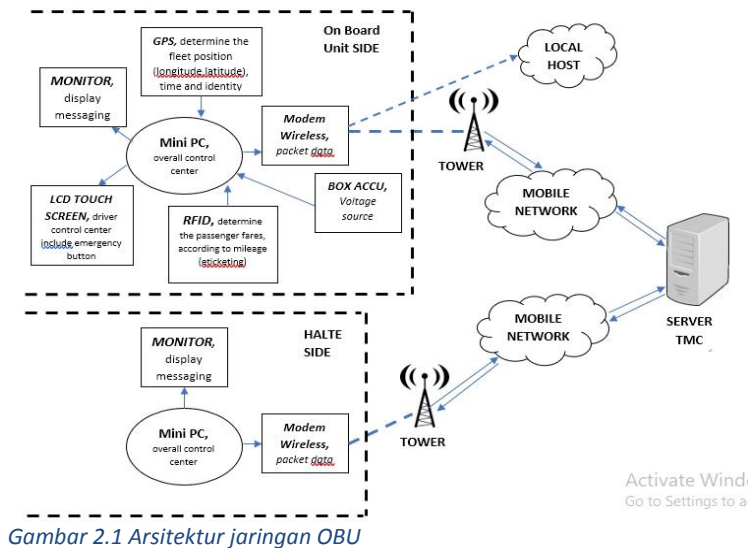 On Board
Unit SIDE
GPS, determine the
fleet position
(longitude,latitude),
time and identity
MONITOR,
display
messaging
Mini PC,
overall control
center
Modem
Wireless,
packet data
LCD TOUCH
SCREEN, driver
control center
include emergency
button
RFID, determine
the passenger fares,
according to mileage
(eticketing)
BOX ACCU,
Voltage
source
LOCAL
HOST
TOWER
MOBILE
NETWORK
SERVER
TMC
HALTE
SIDE
MONITOR,
display
messaging
Mini PC,
overall control
center
Modem
Wireless,
packet data
TOWER
MOBILE
NETWORK
Activate Wind
Go to Settings to a
Gambar 2.1 Arsitektur jaringan OBU